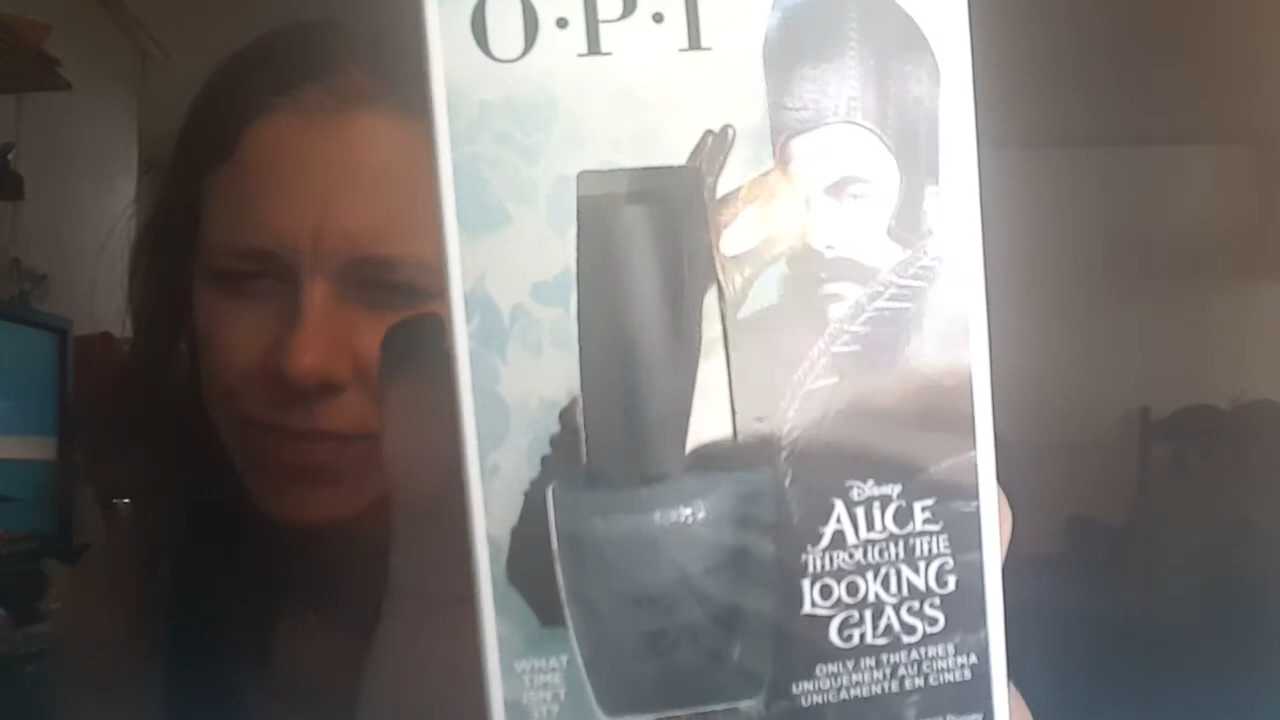 O·P·I
Disney
ALICE
THROUGH THE
LOOKING
GLASS
ONLY IN THEATRES
UNIQUEMENT AU CINÉMA
ÚNICAMENTE EN CINES
WHAT
TIME
ISN'T
IT?
Disney